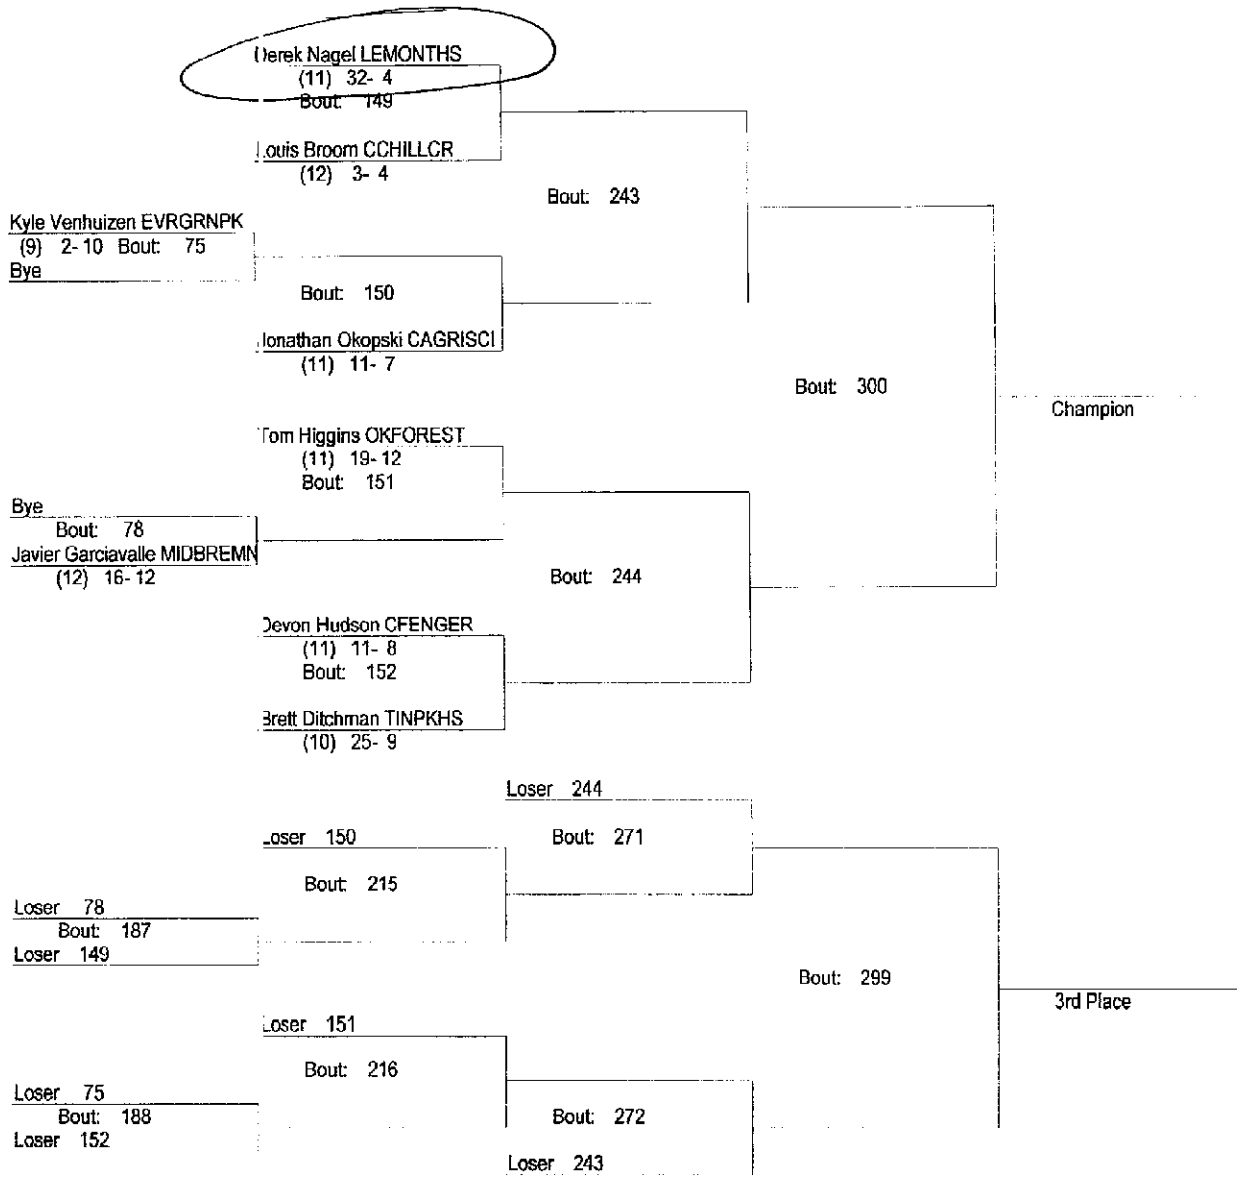 Derek Nagel LEMONTHS
(11) 32- 4
Bout: 149
Louis Broom CCHILLCR
(12) 3- 4
Bout: 243
Kyle Venhuizen EVRGRNPK
(9) 2- 10 Bout: 75
Bye
Bout: 150
Jonathan Okopski CAGRISCI
(11) 11- 7
Bout: 300
Champion
Tom Higgins OKFOREST
(11) 19- 12
Bout: 151
Bye
Bout: 78
Javier Garciavalle MIDBREMN
(12) 16- 12
Bout: 244
Devon Hudson CFENGER
(11) 11- 8
Bout: 152
Brett Ditchman TINPKHS
(10) 25- 9
Loser 244
Loser 150
Bout: 271
Bout: 215
Loser 78
Bout: 187
Loser 149
Bout: 299
3rd Place
Loser 151
Bout: 216
Loser 75
Bout: 188
Loser 152
Bout: 272
Loser 243